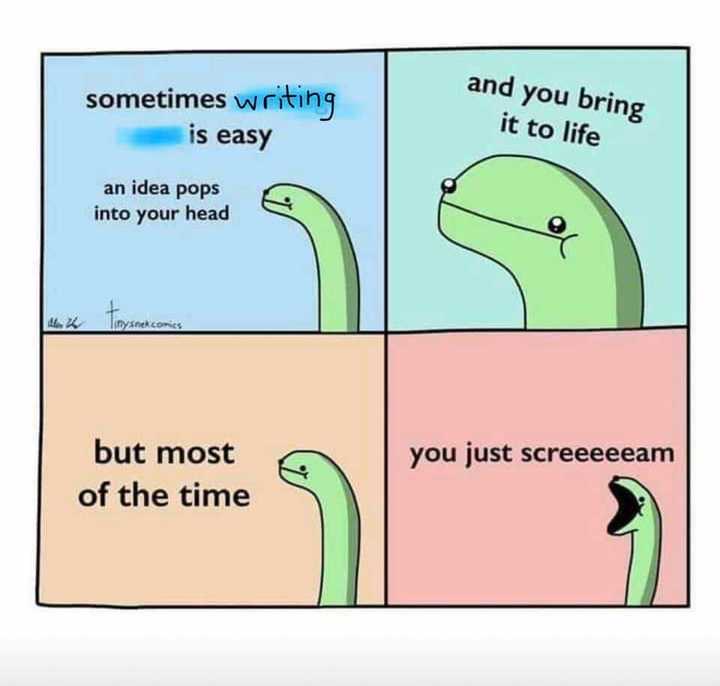 sometimes writing
is easy
an idea pops
into your head
tinysnekcomics
and you bring
it to life
but most
of the time
you just screeeeeam